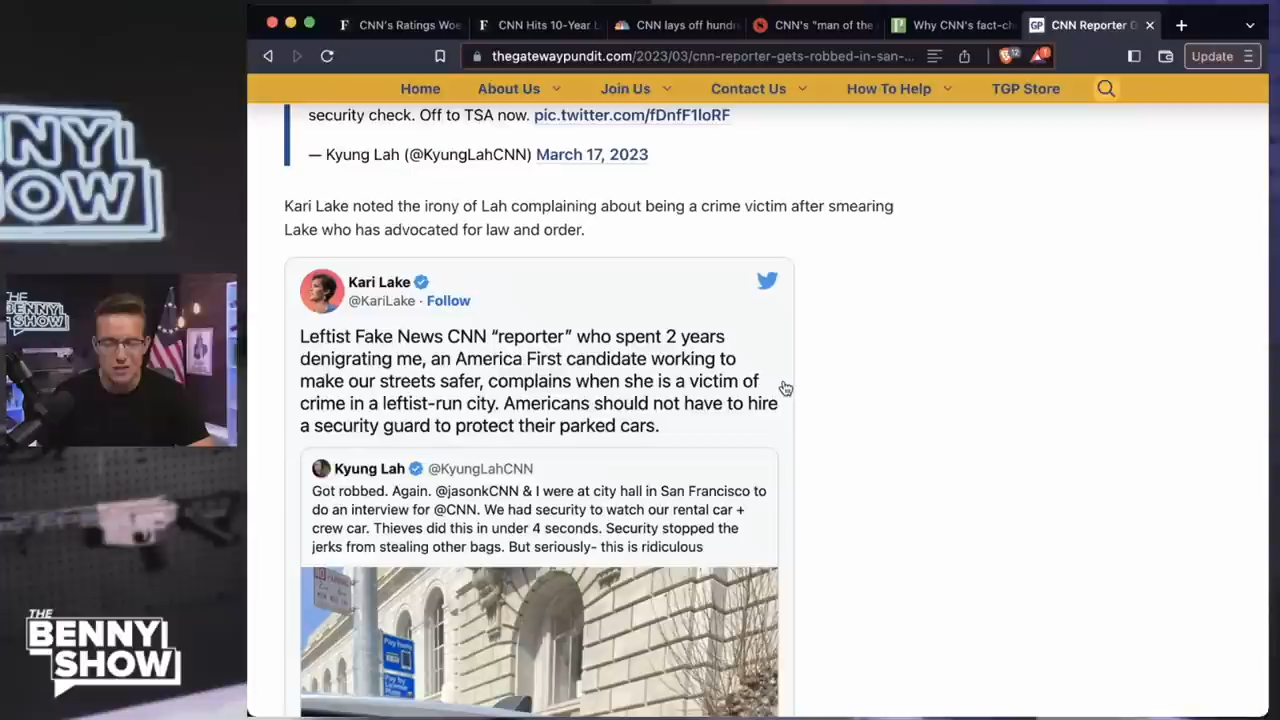 CNN's Ratings Woe
CNN Hits 10-Year L
CNN lays off hundr
CNN's "man of the
Why CNN's fact-ch
CNN Reporter G
thegatewaypundit.com/2023/03/cnn-reporter-gets-robbed-in-san-...
12
1
Update
Home
About Us
Join Us
Contact Us
How To Help
TGP Store
security check. Off to TSA now. pic.twitter.com/fDnfF1loRF
— Kyung Lah (@KyungLahCNN) March 17, 2023
Kari Lake noted the irony of Lah complaining about being a crime victim after smearing
Lake who has advocated for law and order.
Kari Lake
@KariLake · Follow
Leftist Fake News CNN “reporter” who spent 2 years
denigrating me, an America First candidate working to
make our streets safer, complains when she is a victim of
crime in a leftist-run city. Americans should not have to hire
a security guard to protect their parked cars.
Kyung Lah @KyungLahCNN
Got robbed. Again. @jasonkCNN & I were at city hall in San Francisco to
do an interview for @CNN. We had security to watch our rental car +
crew car. Thieves did this in under 4 seconds. Security stopped the
jerks from stealing other bags. But seriously- this is ridiculous
NNY
OW
THE
BENNY
SHOW
THE
BENNY
SHOW